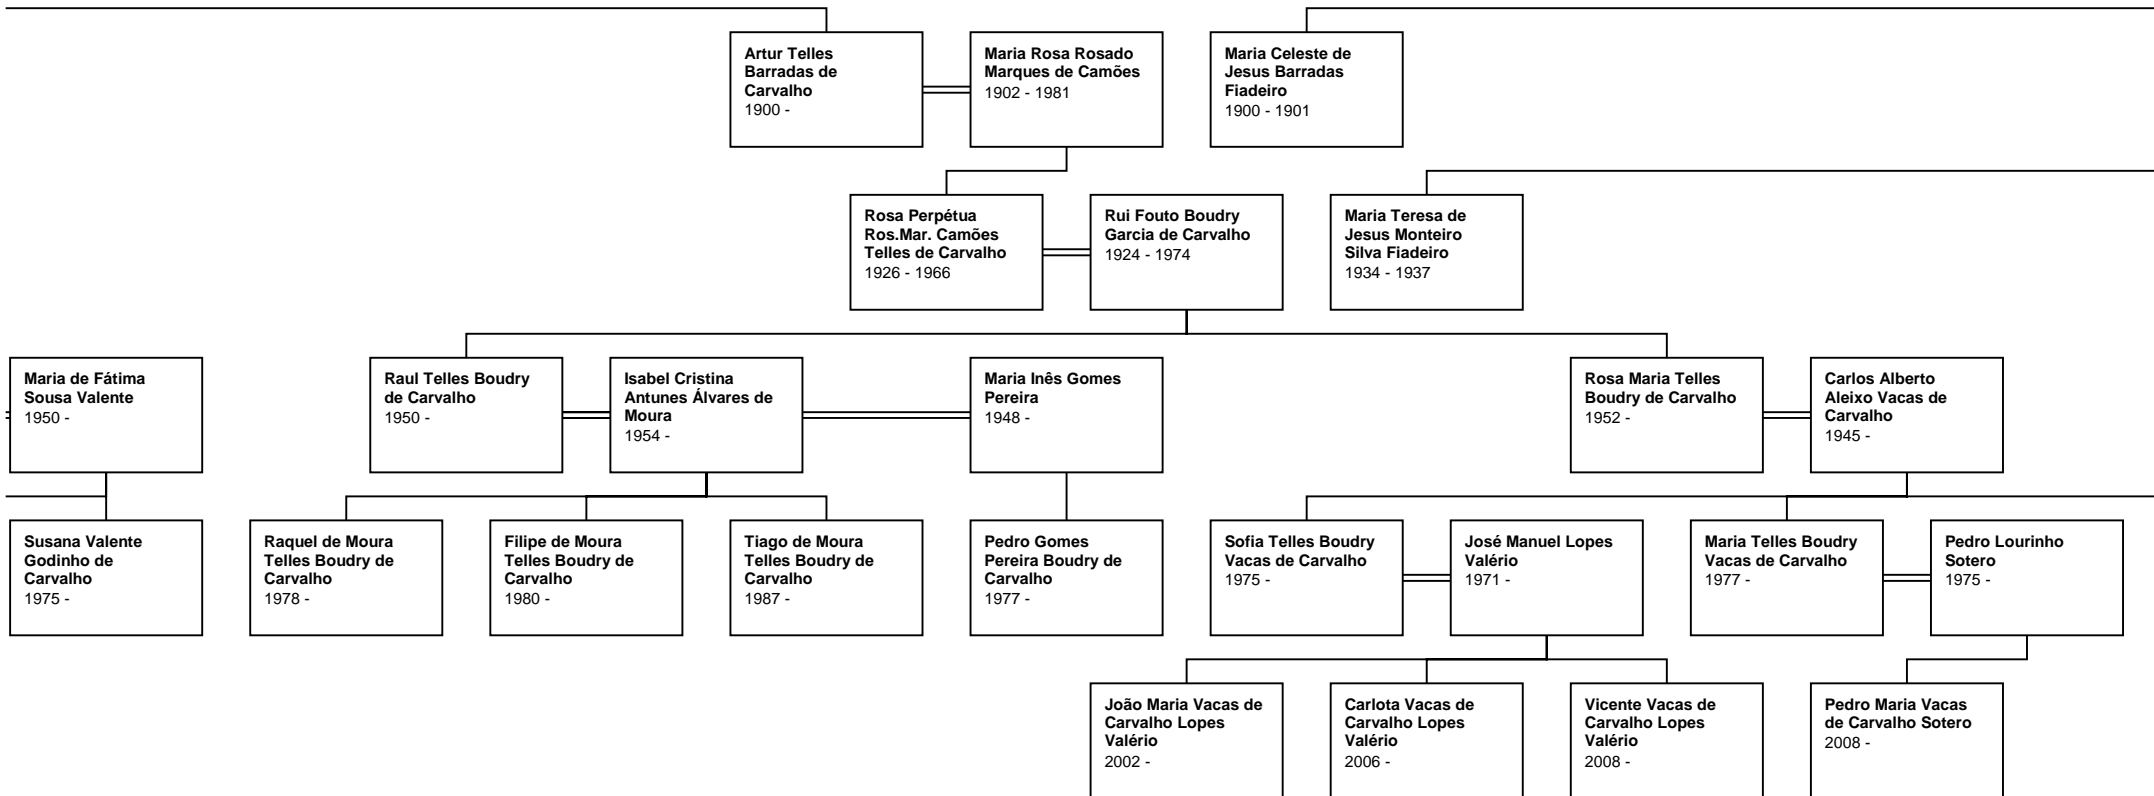 Artur Telles
Barradas de
Carvalho
1900 -
Maria Rosa Rosado
Marques de Camões
1902 - 1981
Maria Celeste de
Jesus Barradas
Fiadeiro
1900 - 1901
Rosa Perpétua
Ros.Mar. Camões
Telles de Carvalho
1926 - 1966
Rui Fouto Boudry
Garcia de Carvalho
1924 - 1974
Maria Teresa de
Jesus Monteiro
Silva Fiadeiro
1934 - 1937
Maria de Fátima
Sousa Valente
1950 -
Raul Telles Boudry
de Carvalho
1950 -
Isabel Cristina
Antunes Álvares de
Moura
1954 -
Maria Inês Gomes
Pereira
1948 -
Rosa Maria Telles
Boudry de Carvalho
1952 -
Carlos Alberto
Aleixo Vacas de
Carvalho
1945 -
Susana Valente
Godinho de
Carvalho
1975 -
Raquel de Moura
Telles Boudry de
Carvalho
1978 -
Filipe de Moura
Telles Boudry de
Carvalho
1980 -
Tiago de Moura
Telles Boudry de
Carvalho
1987 -
Pedro Gomes
Pereira Boudry de
Carvalho
1977 -
Sofia Telles Boudry
Vacas de Carvalho
1975 -
José Manuel Lopes
Valério
1971 -
Maria Telles Boudry
Vacas de Carvalho
1977 -
Pedro Lourinho
Sotero
1975 -
João Maria Vacas de
Carvalho Lopes
Valério
2002 -
Carlota Vacas de
Carvalho Lopes
Valério
2006 -
Vicente Vacas de
Carvalho Lopes
Valério
2008 -
Pedro Maria Vacas
de Carvalho Sotero
2008 -